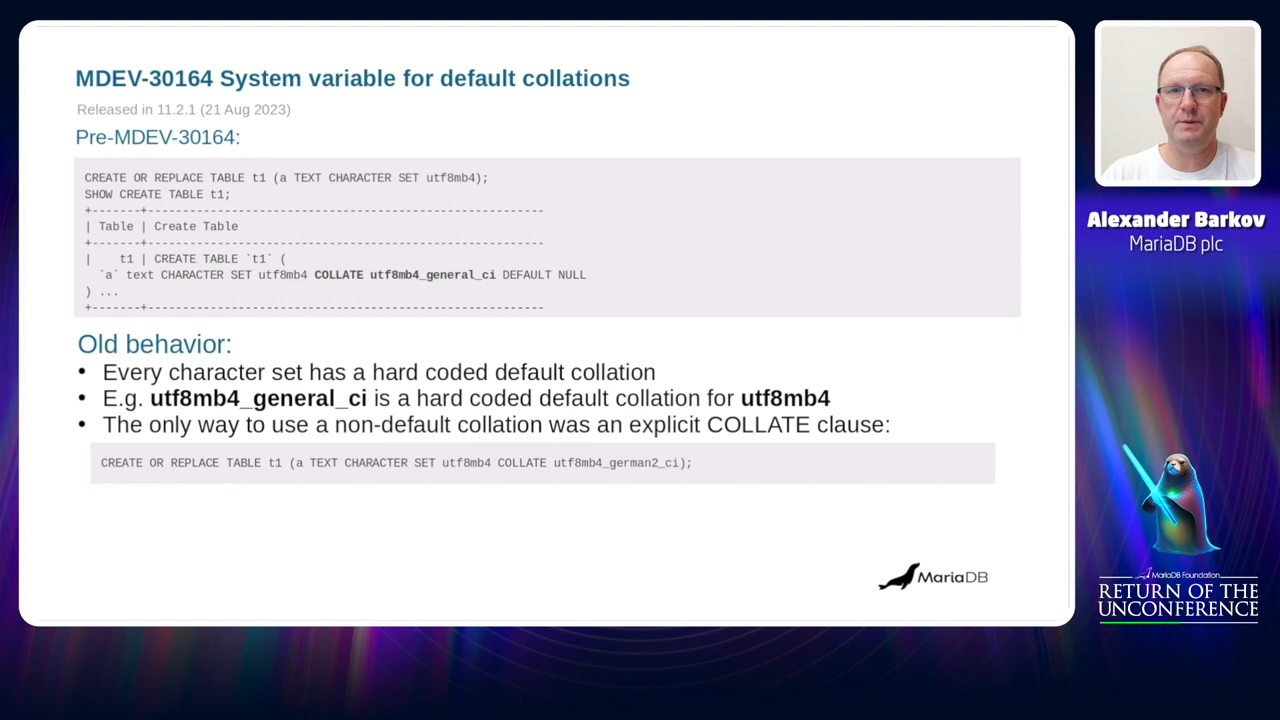 MDEV-30164 System variable for default collations
Released in 11.2.1 (21 Aug 2023)
Pre-MDEV-30164:
CREATE OR REPLACE TABLE t1 (a TEXT CHARACTER SET utf8mb4);
SHOW CREATE TABLE t1;
+-------+----------------------------------------------------------
| Table | Create Table
+-------+----------------------------------------------------------
|    t1 | CREATE TABLE `t1` (
  `a` text CHARACTER SET utf8mb4 COLLATE utf8mb4_general_ci DEFAULT NULL
) ...
+-------+----------------------------------------------------------
Old behavior:
• Every character set has a hard coded default collation
• E.g. utf8mb4_general_ci is a hard coded default collation for utf8mb4
• The only way to use a non-default collation was an explicit COLLATE clause:
CREATE OR REPLACE TABLE t1 (a TEXT CHARACTER SET utf8mb4 COLLATE utf8mb4_german2_ci);
MariaDB
Alexander Barkov
MariaDB plc
MariaDB Foundation
RETURN OF THE
UNCONFERENCE